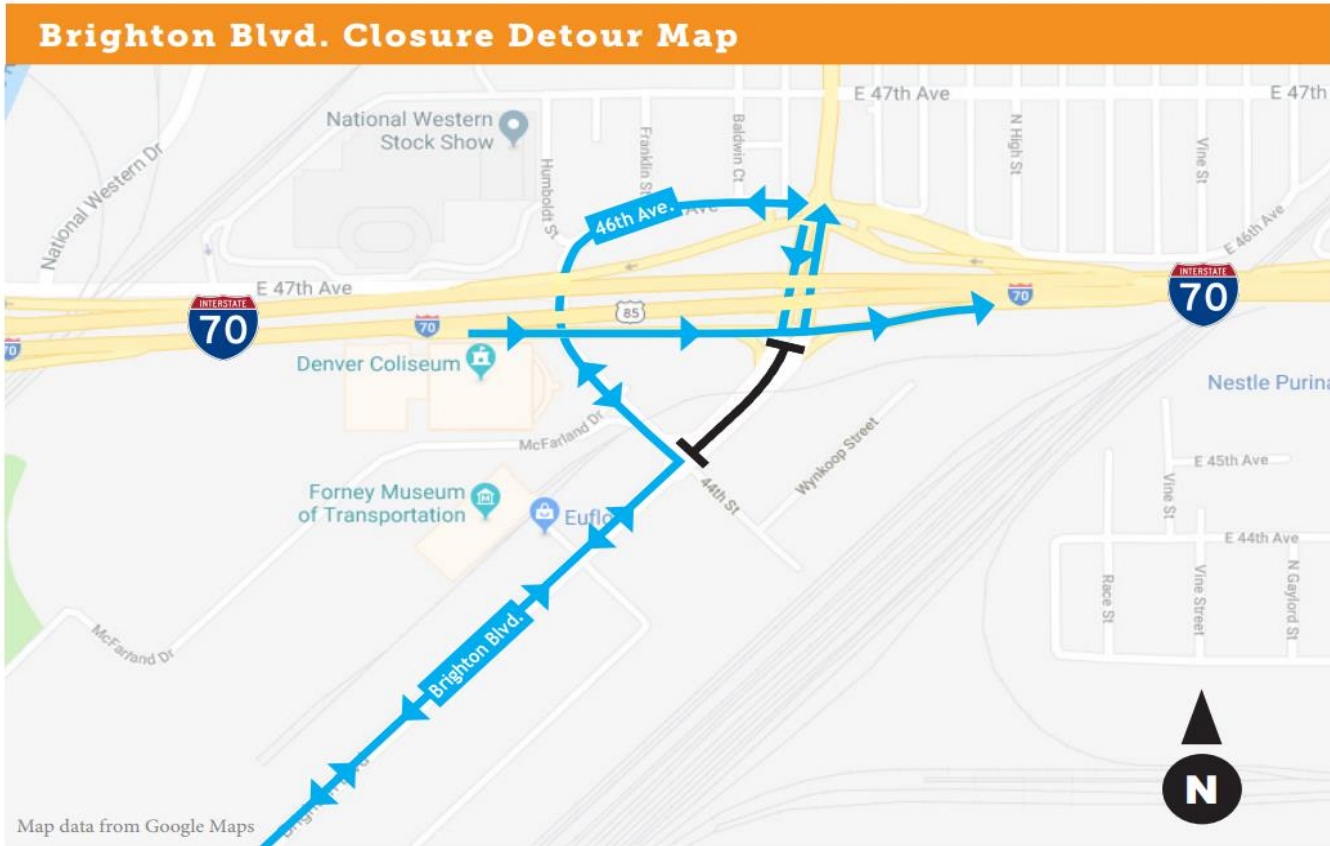 Brighton Blvd. Closure Detour Map
E 47th Ave
E 47th
National Western
Stock Show
National Western Dr
Humboldt St
Franklin St
Baldwin Ct
N High St
Vine St
46th Ave.
Ave
E 46th Ave
E 47th Ave
INTERSTATE
70
70
85
70
INTERSTATE
70
70
Denver Coliseum
Nestle Purina
McFarland Dr
Wynkoop Street
44th St
E 45th Ave
Vine St
Forney Museum
of Transportation
Euflo
E 44th Ave
Race St
Vine Street
N Gaylord St
McFarland Dr
Brighton Blvd.
N
Map data from Google Maps